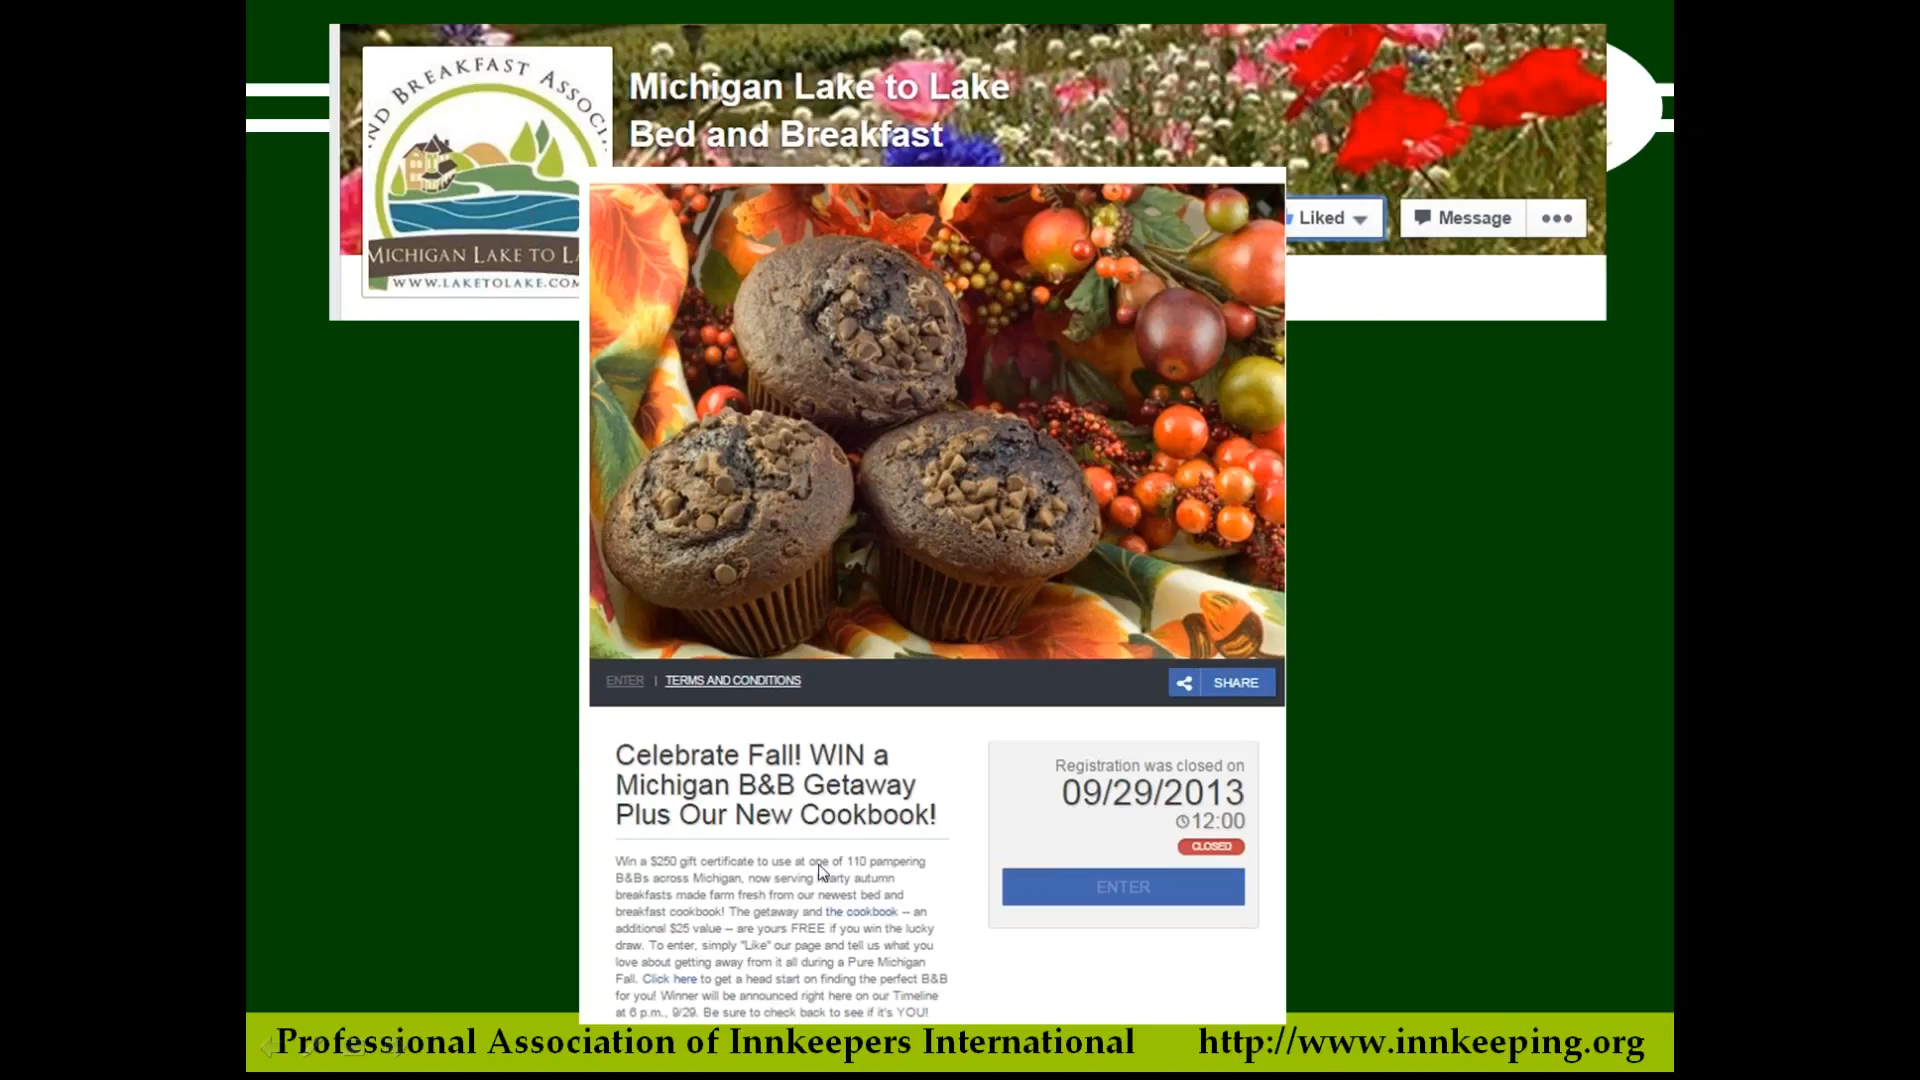 ND BREAKFAST ASSOCI
MICHIGAN LAKE TO LA
WWW.LAKETOLAKE.COM
Michigan Lake to Lake
Bed and Breakfast
Liked
Message
ENTER | TERMS AND CONDITIONS
SHARE
Celebrate Fall! WIN a
Michigan B&B Getaway
Plus Our New Cookbook!
Win a $250 gift certificate to use at one of 110 pampering
B&Bs across Michigan, now serving hearty autumn
breakfasts made farm fresh from our newest bed and
breakfast cookbook! The getaway and the cookbook – an
additional $25 value – are yours FREE if you win the lucky
draw. To enter, simply "Like" our page and tell us what you
love about getting away from it all during a Pure Michigan
Fall. Click here to get a head start on finding the perfect B&B
for you! Winner will be announced right here on our Timeline
at 6 p.m., 9/29. Be sure to check back to see if it's YOU!
Registration was closed on
09/29/2013
12:00
CLOSED
ENTER
Professional Association of Innkeepers International http://www.innkeeping.org